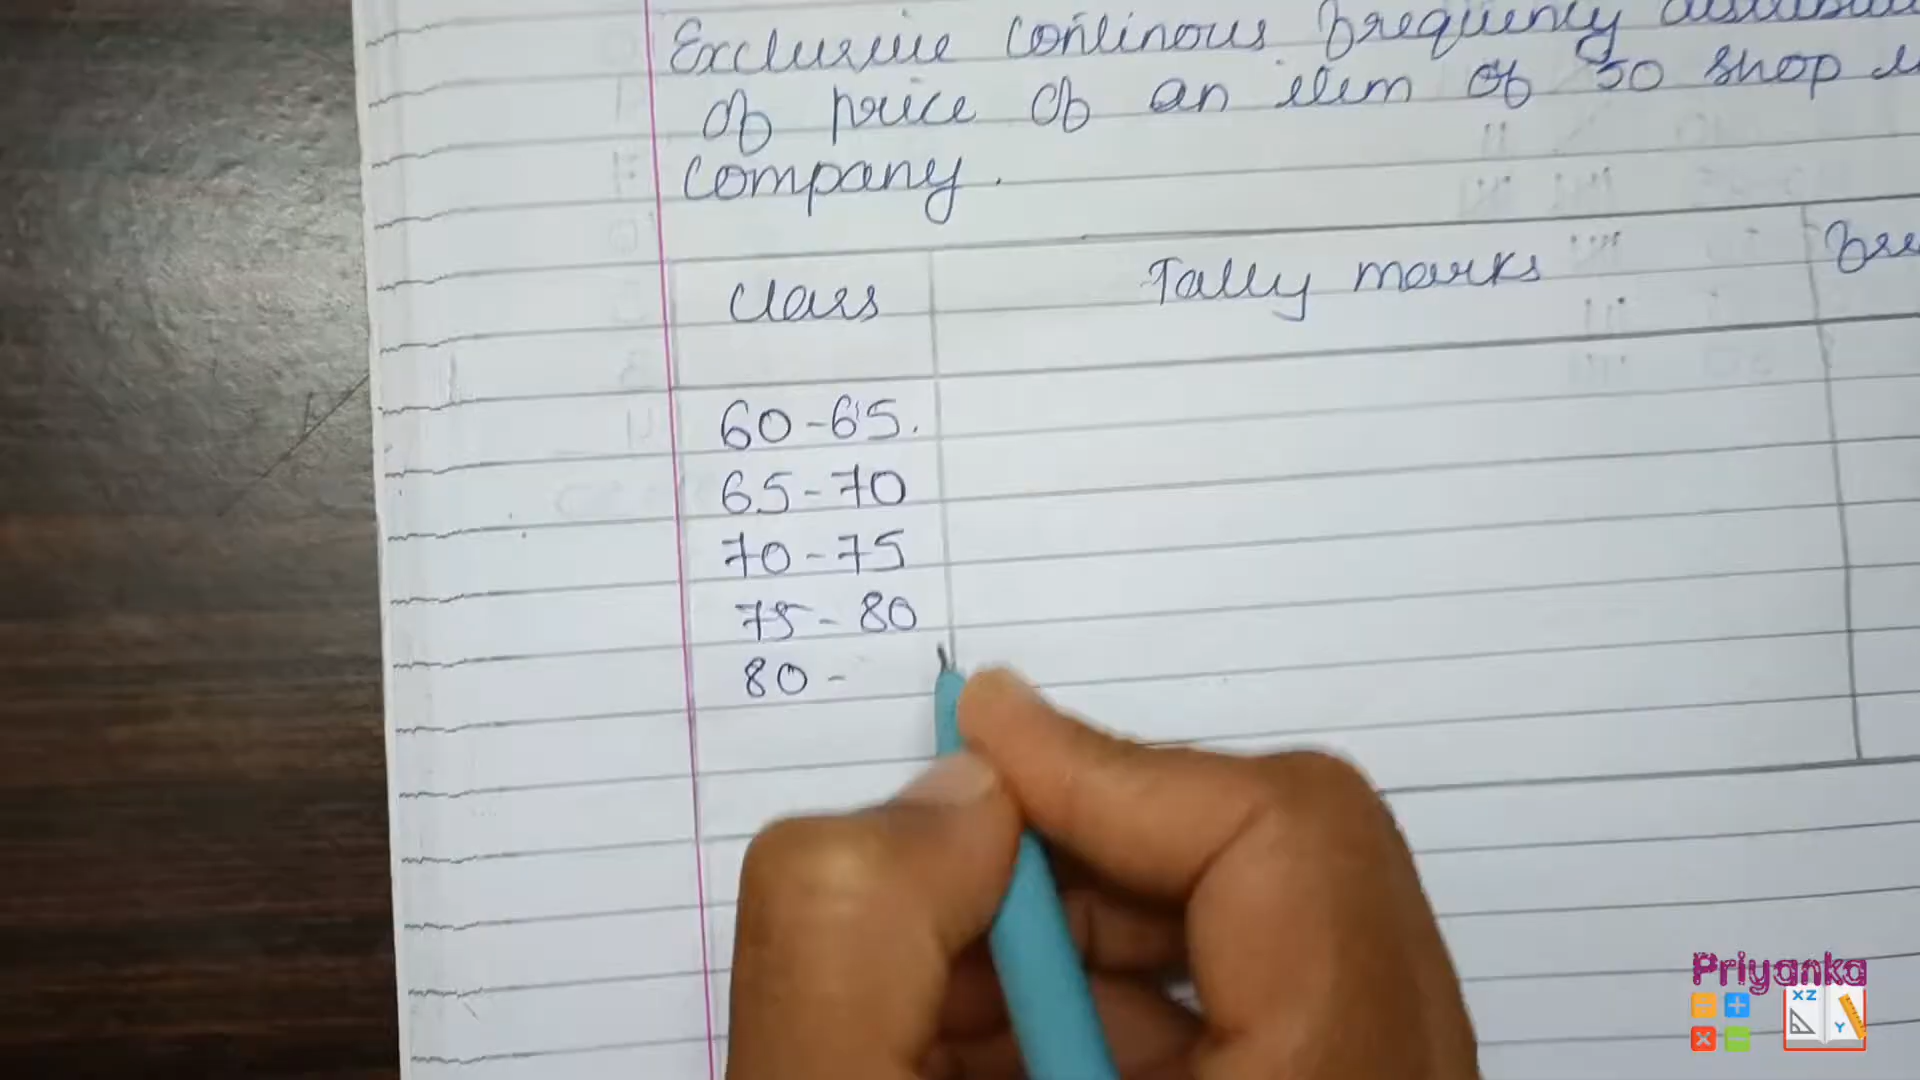 Exclusive continous frequency
of price of an item of 50 shop
company.
Class Tally marks
60-65.
65-70
70-75
75-80
80-
Priyanka
XZ
Y